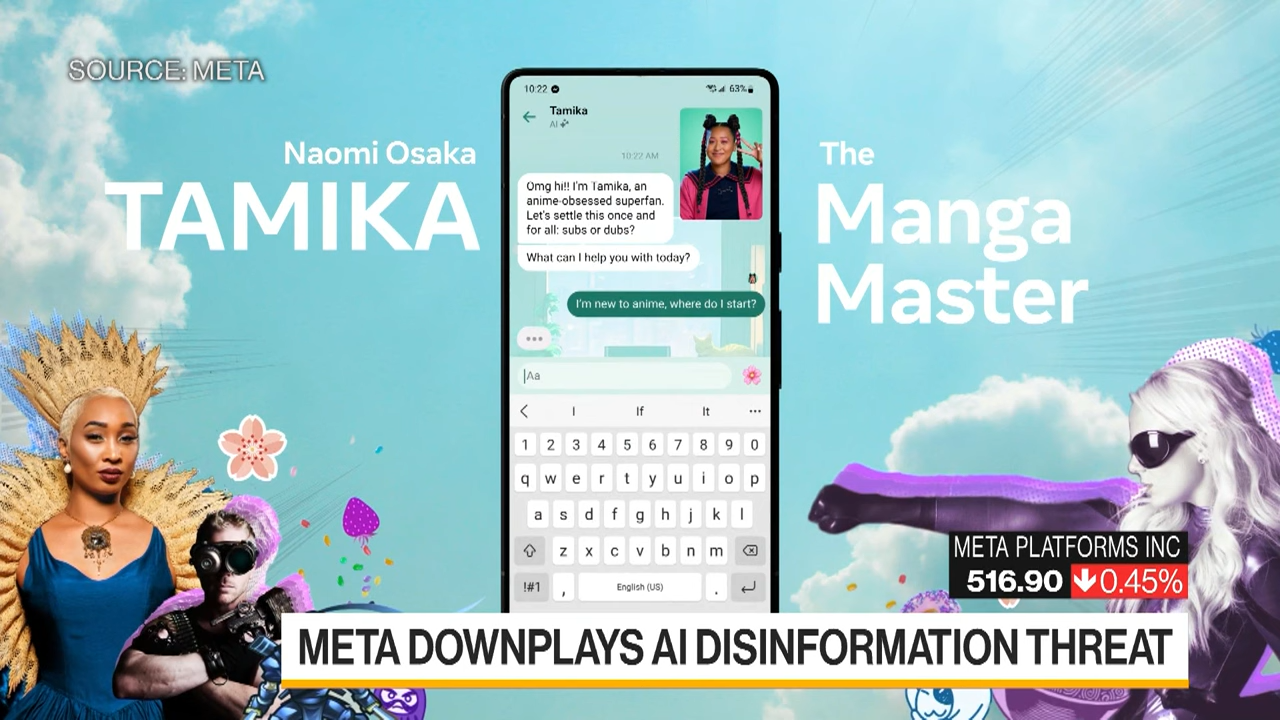 SOURCE: META
Naomi Osaka
TAMIKA
The
Manga
Master
10:22
63%
Tamika
AI
10:22 AM
Omg hi!! I'm Tamika, an
anime-obsessed superfan.
Let's settle this once and
for all: subs or dubs?
What can I help you with today?
I'm new to anime, where do I start?
Aa
I If It
1 2 3 4 5 6 7 8 9 0
q w e r t y u i o p
a s d f g h j k l
z x c v b n m
!#1 , English (US) .
META PLATFORMS INC
516.90 0.45%
META DOWNPLAYS AI DISINFORMATION THREAT